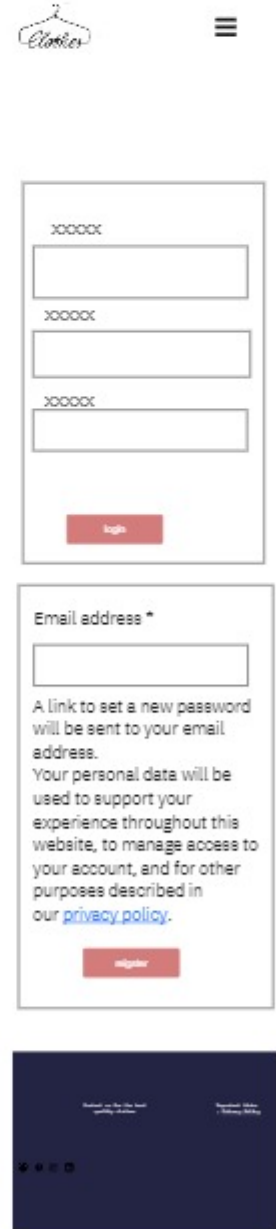 Clothes
xxxxx
xxxxx
xxxxx
login
Email address *
A link to set a new password
will be sent to your email
address.
Your personal data will be
used to support your
experience throughout this
website, to manage access to
your account, and for other
purposes described in
our privacy policy.
register